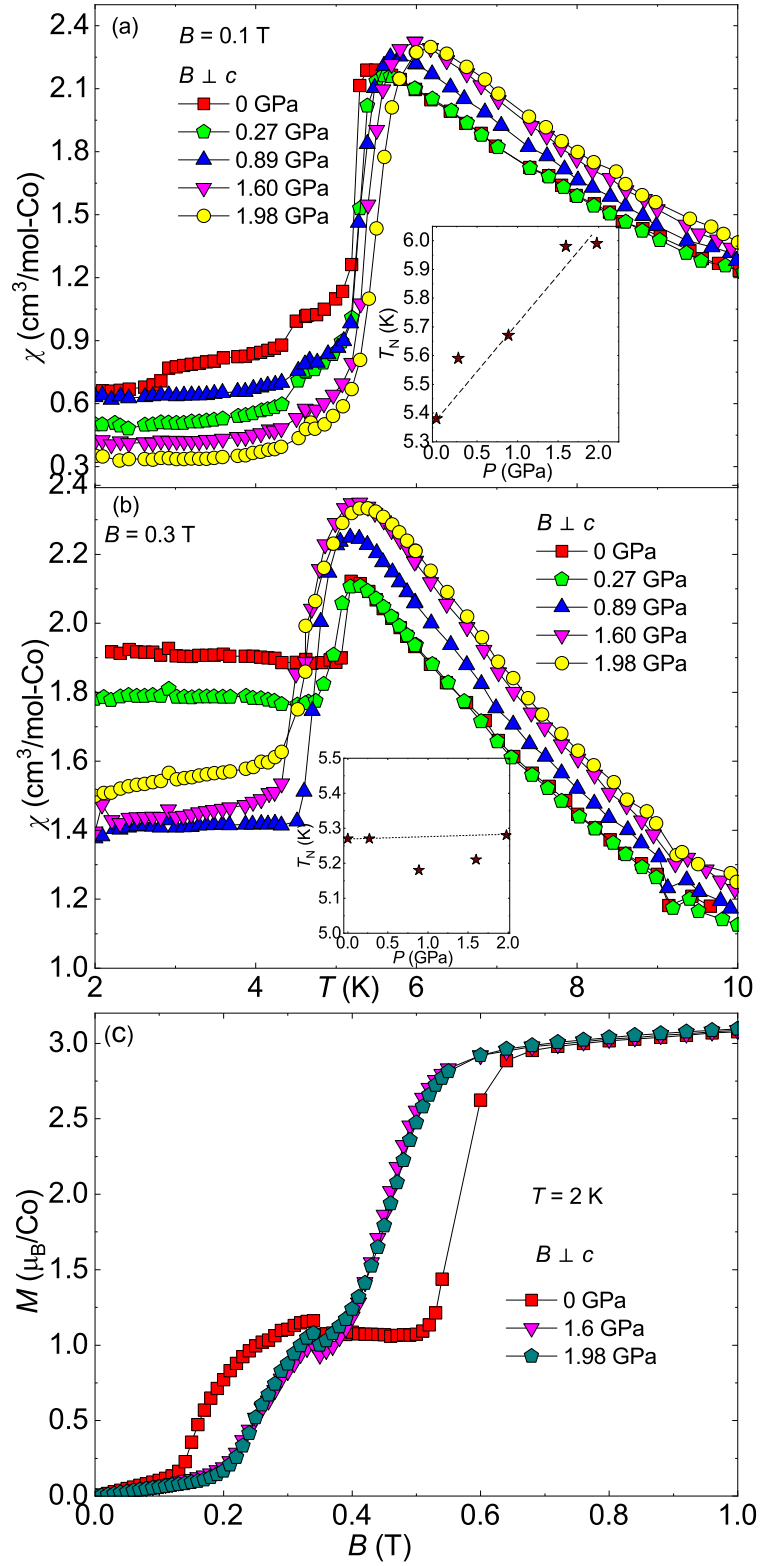 (a)
B = 0.1 T
B ⊥ c
0 GPa
0.27 GPa
0.89 GPa
1.60 GPa
1.98 GPa
χ (cm³/mol-Co)
2.4
2.1
1.8
1.5
1.2
0.9
0.6
0.3
T_N (K)
6.0
5.9
5.8
5.7
5.6
5.5
5.4
5.3
0.0 0.5 1.0 1.5 2.0
P (GPa)
(b)
B = 0.3 T
B ⊥ c
0 GPa
0.27 GPa
0.89 GPa
1.60 GPa
1.98 GPa
χ (cm³/mol-Co)
2.4
2.2
2.0
1.8
1.6
1.4
1.2
1.0
T_N (K)
5.5
5.4
5.3
5.2
5.1
5.0
0.0 0.5 1.0 1.5 2.0
P (GPa)
2 4 6 8 10
T (K)
(c)
T = 2 K
B ⊥ c
0 GPa
1.6 GPa
1.98 GPa
M (μ_B/Co)
3.0
2.5
2.0
1.5
1.0
0.5
0.0
0.0 0.2 0.4 0.6 0.8 1.0
B (T)